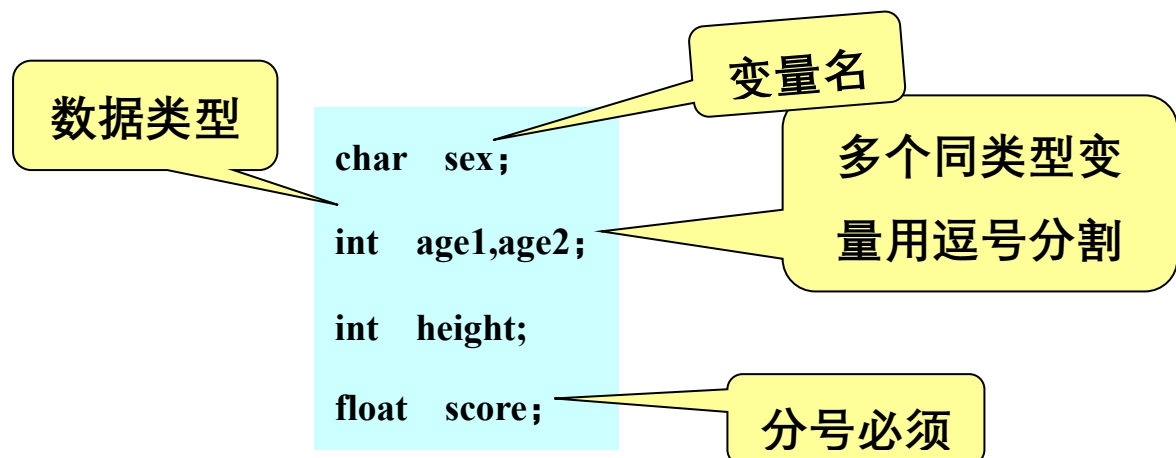 变量名
数据类型
char sex；
多个同类型变
量用逗号分割
int age1,age2；
int height;
float score；
分号必须